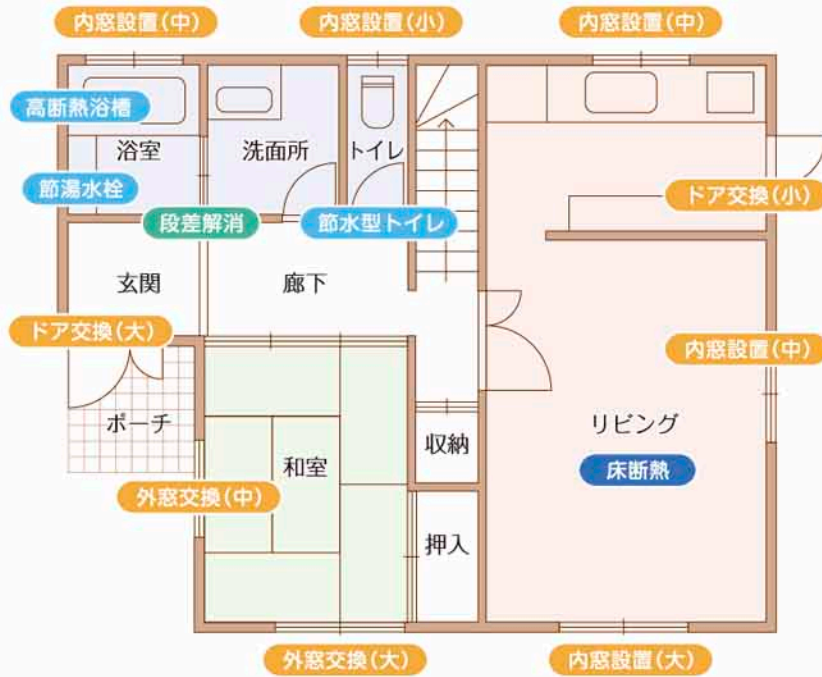 内窓設置(中)
内窓設置(小)
内窓設置(中)
高断熱浴槽
浴室
洗面所
トイレ
節湯水栓
ドア交換(小)
段差解消
節水型トイレ
玄関
廊下
ドア交換(大)
内窓設置(中)
ポーチ
収納
リビング
和室
床断熱
外窓交換(中)
押入
外窓交換(大)
内窓設置(大)